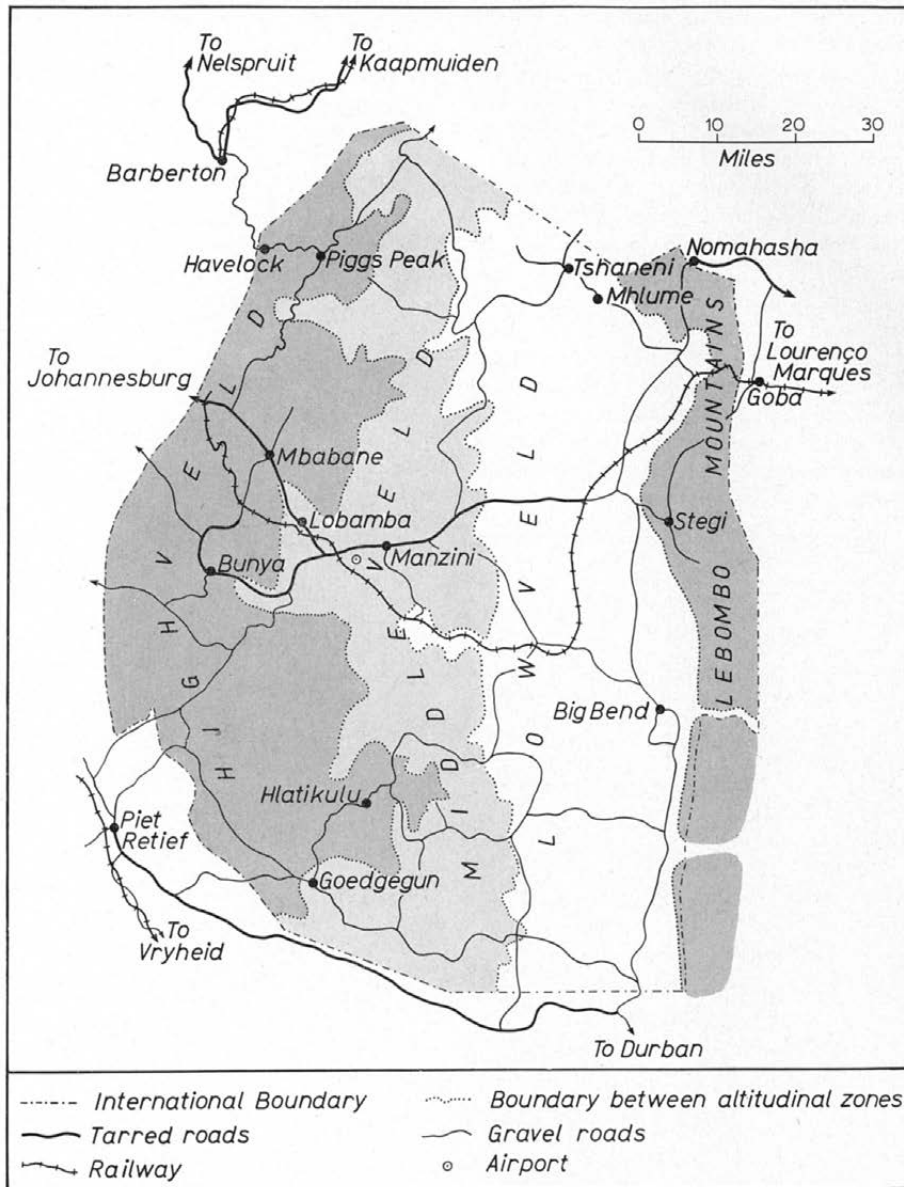 To
Nelspruit
To
Kaapmuiden
Barberton
0 10 20 30
Miles
Havelock
Piggs Peak
Tshaneni
Mhlume
Nomahasha
To
Johannesburg
To
Lourenço
Marques
Goba
Mbabane
Lobamba
Bunya
Manzini
Stegi
HIGHVELD
MIDDLEVELD
LOWVELD
LEBOMBO MOUNTAINS
Big Bend
Hlatikulu
Piet
Retief
Goedgegun
To
Vryheid
To Durban
International Boundary
Boundary between altitudinal zones
Tarred roads
Gravel roads
Railway
Airport